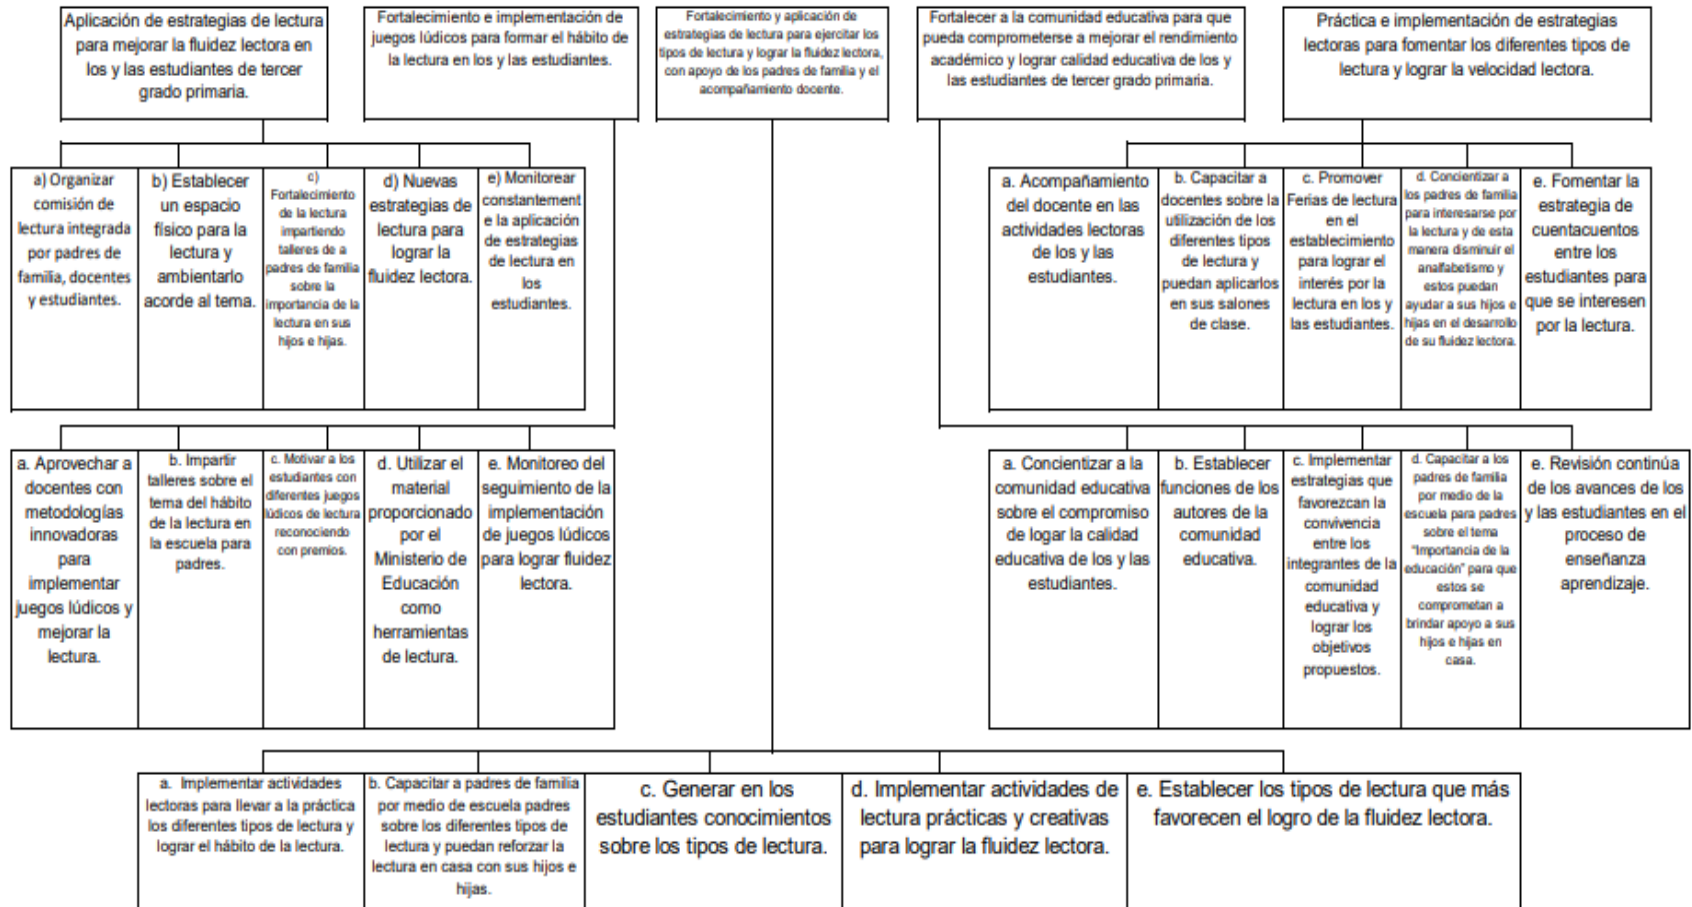 Aplicación de estrategias de lectura
para mejorar la fluidez lectora en
los y las estudiantes de tercer
grado primaria.
Fortalecimiento e implementación de
juegos lúdicos para formar el hábito de
la lectura en los y las estudiantes.
Fortalecimiento y aplicación de
estrategias de lectura para ejercitar los
tipos de lectura y lograr la fluidez lectora,
con apoyo de los padres de familia y el
acompañamiento docente.
Fortalecer a la comunidad educativa para que
pueda comprometerse a mejorar el rendimiento
académico y lograr calidad educativa de los y
las estudiantes de tercer grado primaria.
Práctica e implementación de estrategias
lectoras para fomentar los diferentes tipos de
lectura y lograr la velocidad lectora.
a) Organizar
comisión de
lectura integrada
por padres de
familia, docentes
y estudiantes.
b) Establecer
un espacio
físico para la
lectura y
ambientarlo
acorde al tema.
c)
Fortalecimiento
de la lectura
impartiendo
talleres de a
padres de familia
sobre la
importancia de la
lectura en sus
hijos e hijas.
d) Nuevas
estrategias de
lectura para
lograr la
fluidez lectora.
e) Monitorear
constantement
e la aplicación
de estrategias
de lectura en
los
estudiantes.
a. Acompañamiento
del docente en las
actividades lectoras
de los y las
estudiantes.
b. Capacitar a
docentes sobre la
utilización de los
diferentes tipos
de lectura y
puedan aplicarlos
en sus salones
de clase.
c. Promover
Ferias de lectura
en el
establecimiento
para lograr el
interés por la
lectura en los y
las estudiantes.
d. Concientizar a
los padres de familia
para interesarse por
la lectura y de esta
manera disminuir el
analfabetismo y
estos puedan
ayudar a sus hijos e
hijas en el desarrollo
de su fluidez lectora.
e. Fomentar la
estrategia de
cuentacuentos
entre los
estudiantes para
que se interesen
por la lectura.
a. Aprovechar a
docentes con
metodologías
innovadoras
para
implementar
juegos lúdicos y
mejorar la
lectura.
b. Impartir
talleres sobre el
tema del hábito
de la lectura en
la escuela para
padres.
c. Motivar a los
estudiantes con
diferentes juegos
lúdicos de lectura
reconociendo
con premios.
d. Utilizar el
material
proporcionado
por el
Ministerio de
Educación
como
herramientas
de lectura.
e. Monitoreo del
seguimiento de la
implementación
de juegos lúdicos
para lograr fluidez
lectora.
a. Concientizar a la
comunidad educativa
sobre el compromiso
de logar la calidad
educativa de los y las
estudiantes.
b. Establecer
funciones de los
autores de la
comunidad
educativa.
c. Implementar
estrategias que
favorezcan la
convivencia
entre los
integrantes de la
comunidad
educativa y
lograr los
objetivos
propuestos.
d. Capacitar a los
padres de familia
por medio de la
escuela para padres
sobre el tema
"Importancia de la
educación" para que
estos se
comprometan a
brindar apoyo a sus
hijos e hijas en
casa.
e. Revisión continúa
de los avances de los
y las estudiantes en el
proceso de
enseñanza
aprendizaje.
a. Implementar actividades
lectoras para llevar a la práctica
los diferentes tipos de lectura y
lograr el hábito de la lectura.
b. Capacitar a padres de familia
por medio de escuela padres
sobre los diferentes tipos de
lectura y puedan reforzar la
lectura en casa con sus hijos e
hijas.
c. Generar en los
estudiantes conocimientos
sobre los tipos de lectura.
d. Implementar actividades de
lectura prácticas y creativas
para lograr la fluidez lectora.
e. Establecer los tipos de lectura que más
favorecen el logro de la fluidez lectora.